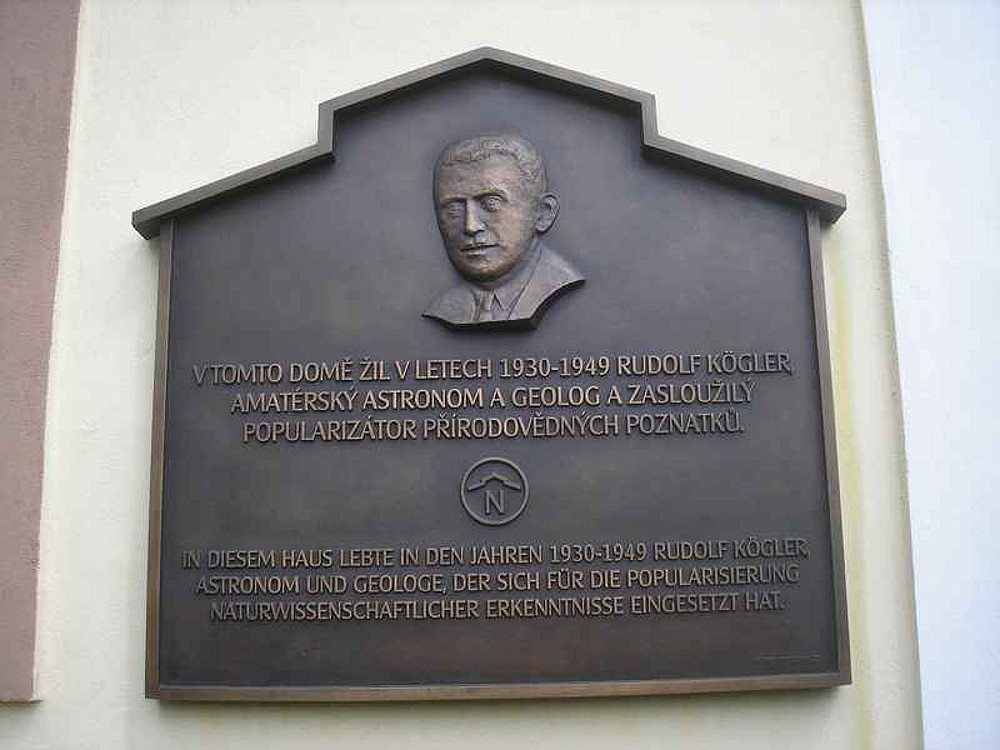 V TOMTO DOMĚ ŽIL V LETECH 1930-1949 RUDOLF KÖGLER,
AMATÉRSKÝ ASTRONOM A GEOLOG A ZASLOUŽILÝ
POPULARIZÁTOR PŘÍRODOVĚDNÝCH POZNATKŮ.
N
IN DIESEM HAUS LEBTE IN DEN JAHREN 1930-1949 RUDOLF KÖGLER,
ASTRONOM UND GEOLOGE, DER SICH FÜR DIE POPULARISIERUNG
NATURWISSENSCHAFTLICHER ERKENNTNISSE EINGESETZT HAT.